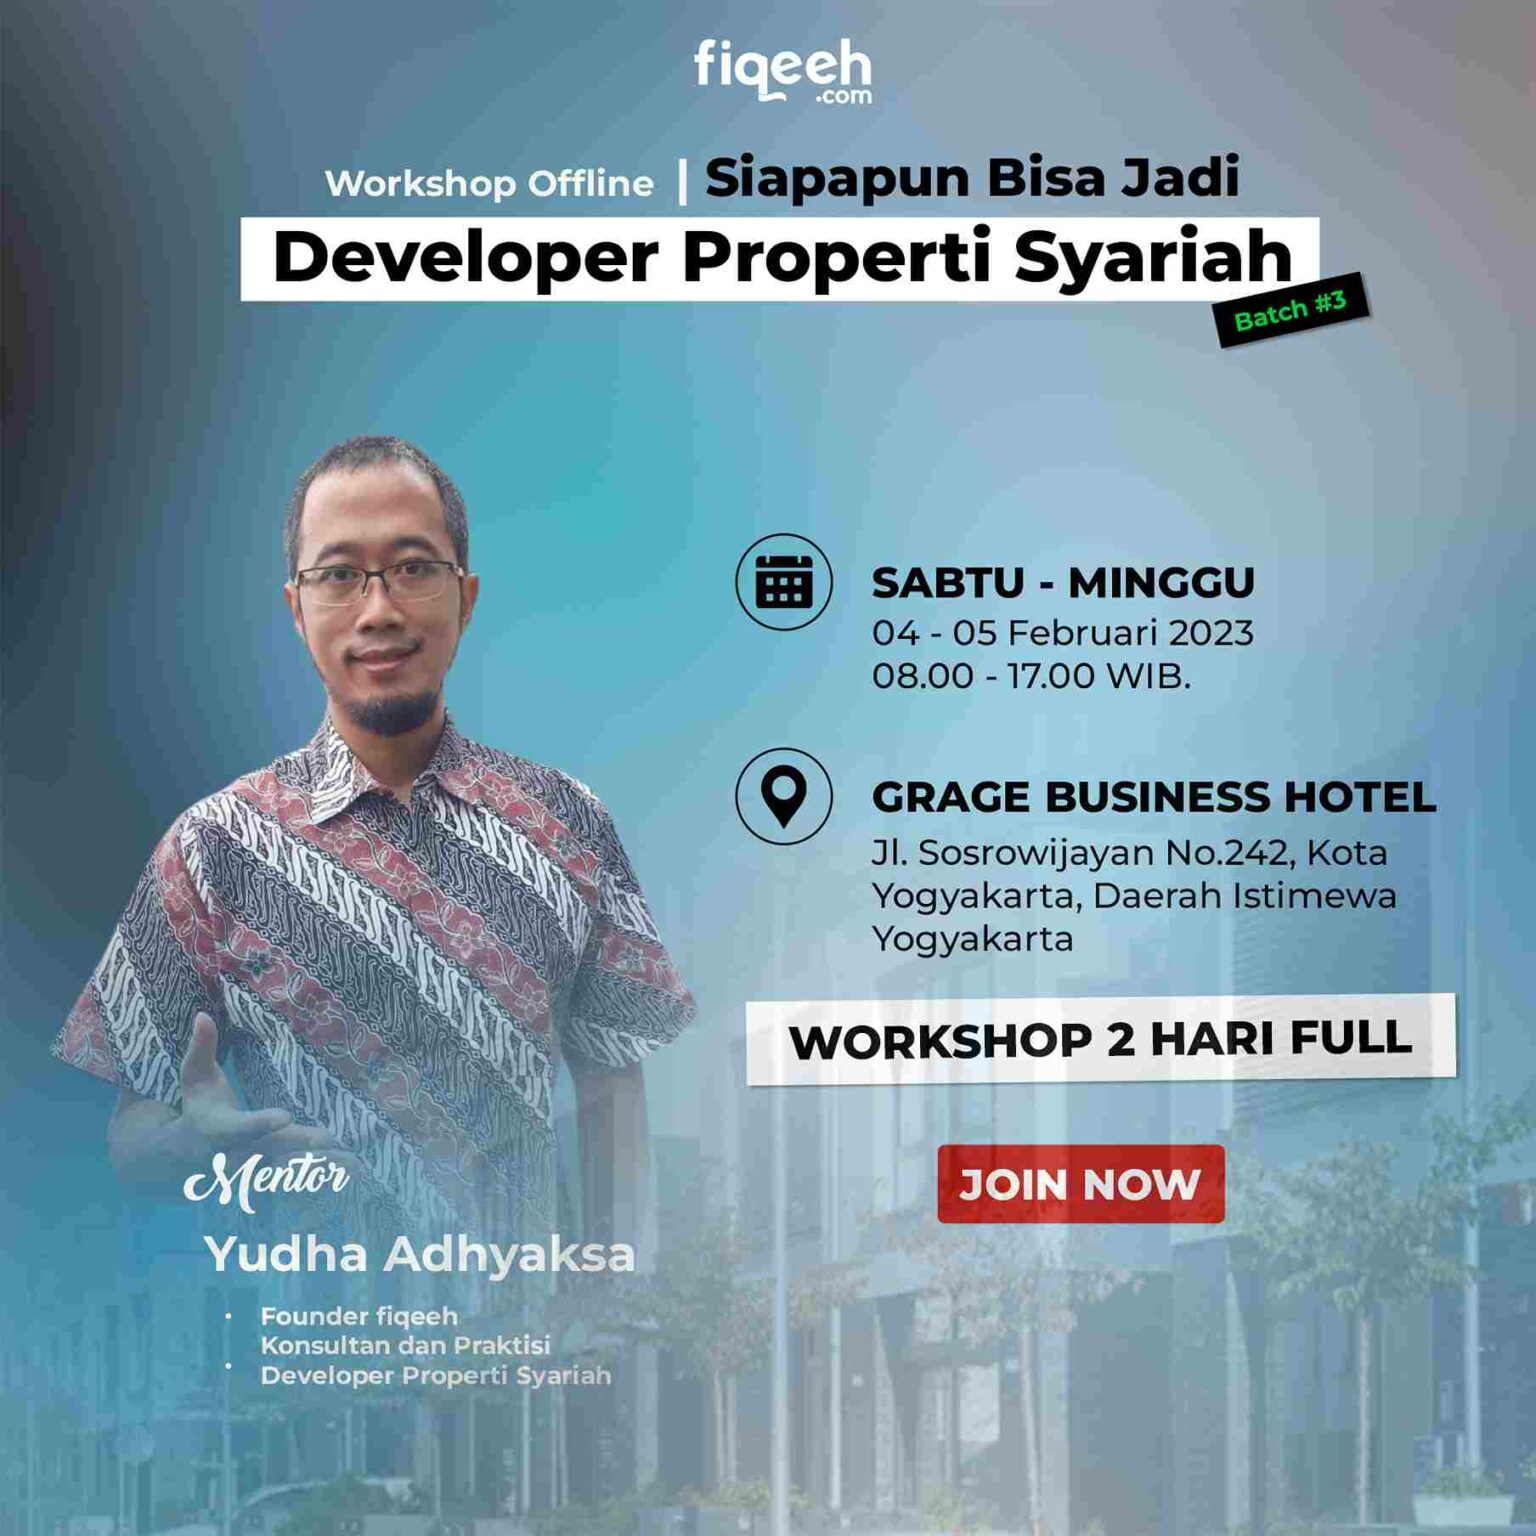 fiqeeh
.com
Workshop Offline | Siapapun Bisa Jadi
Developer Properti Syariah
Batch #3
SABTU - MINGGU
04 - 05 Februari 2023
08.00 - 17.00 WIB.
GRAGE BUSINESS HOTEL
Jl. Sosrowijayan No.242, Kota
Yogyakarta, Daerah Istimewa
Yogyakarta
WORKSHOP 2 HARI FULL
JOIN NOW
Mentor
Yudha Adhyaksa
• Founder fiqeeh
Konsultan dan Praktisi
• Developer Properti Syariah